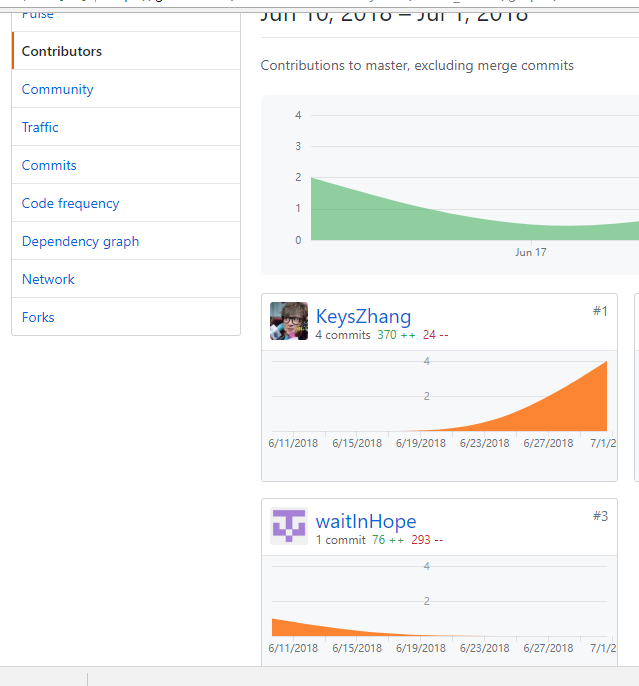 Pulse
Jun 10, 2018 – Jul 1, 2018
Contributors
Contributions to master, excluding merge commits
Community
Traffic
Commits
Code frequency
Dependency graph
Network
Forks
4
3
2
1
0
Jun 17
KeysZhang
#1
4 commits 370 ++ 24 --
4
2
6/11/2018 6/15/2018 6/19/2018 6/23/2018 6/27/2018 7/1/2
waitInHope
#3
1 commit 76 ++ 293 --
4
2
6/11/2018 6/15/2018 6/19/2018 6/23/2018 6/27/2018 7/1/2